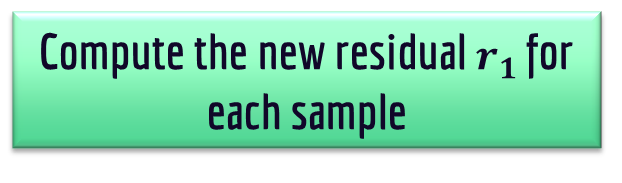 Compute the new residual r₁ for
each sample